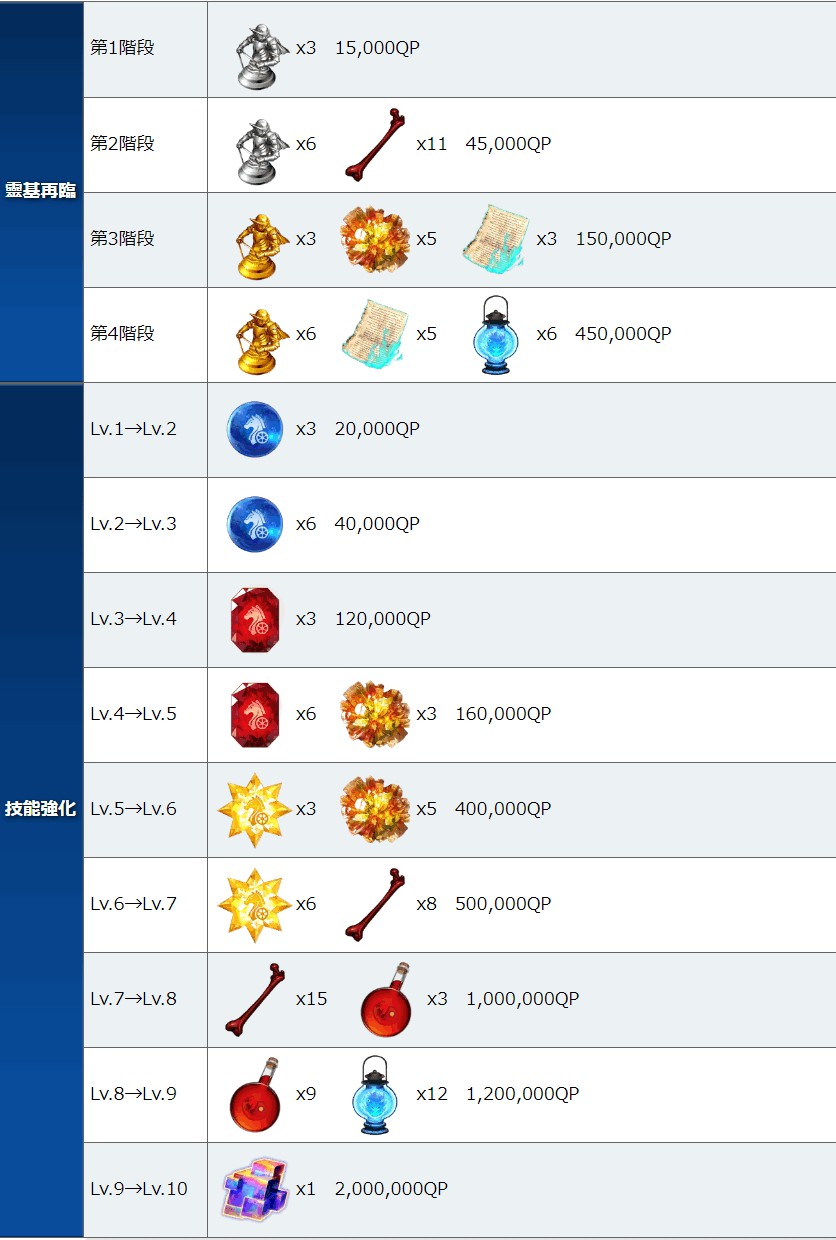 靈基再臨
第1階段 x3 15,000QP
第2階段 x6 x11 45,000QP
第3階段 x3 x5 x3 150,000QP
第4階段 x6 x5 x6 450,000QP
技能強化
Lv.1→Lv.2 x3 20,000QP
Lv.2→Lv.3 x6 40,000QP
Lv.3→Lv.4 x3 120,000QP
Lv.4→Lv.5 x6 x3 160,000QP
Lv.5→Lv.6 x3 x5 400,000QP
Lv.6→Lv.7 x6 x8 500,000QP
Lv.7→Lv.8 x15 x3 1,000,000QP
Lv.8→Lv.9 x9 x12 1,200,000QP
Lv.9→Lv.10 x1 2,000,000QP